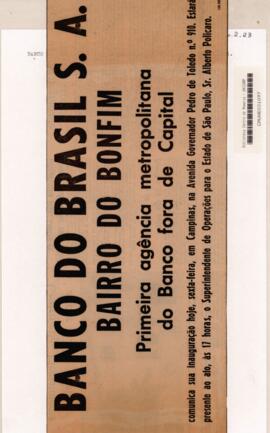 BANCO DO BRASIL S. A.
BAIRRO DO BONFIM
Primeira agência metropolitana
do Banco fora de Capital
comunica sua inauguração hoje, sexta-feira, em Campinas, na Avenida Governador Pedro de Toledo n.º 910. Estará
presente ao ato, às 17 horas, o Superintendente de Operações para o Estado de São Paulo, Sr. Alberto Policaro.